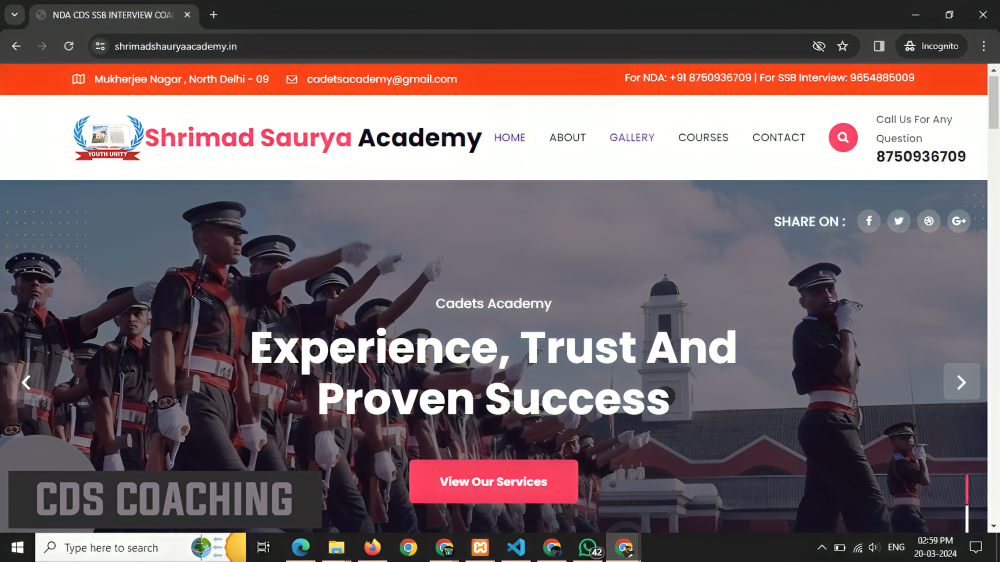 NDA CDS SSB INTERVIEW COA
shrimadshauryaacademy.in
Incognito
Mukherjee Nagar , North Delhi - 09
cadetsacademy@gmail.com
For NDA: +91 8750936709 | For SSB Interview: 9654885009
YOUTH UNITY
Shrimad Saurya Academy
HOME
ABOUT
GALLERY
COURSES
CONTACT
Call Us For Any
Question
8750936709
SHARE ON :
Cadets Academy
Experience, Trust And
Proven Success
View Our Services
CDS COACHING
Type here to search
42
ENG
02:59 PM
20-03-2024